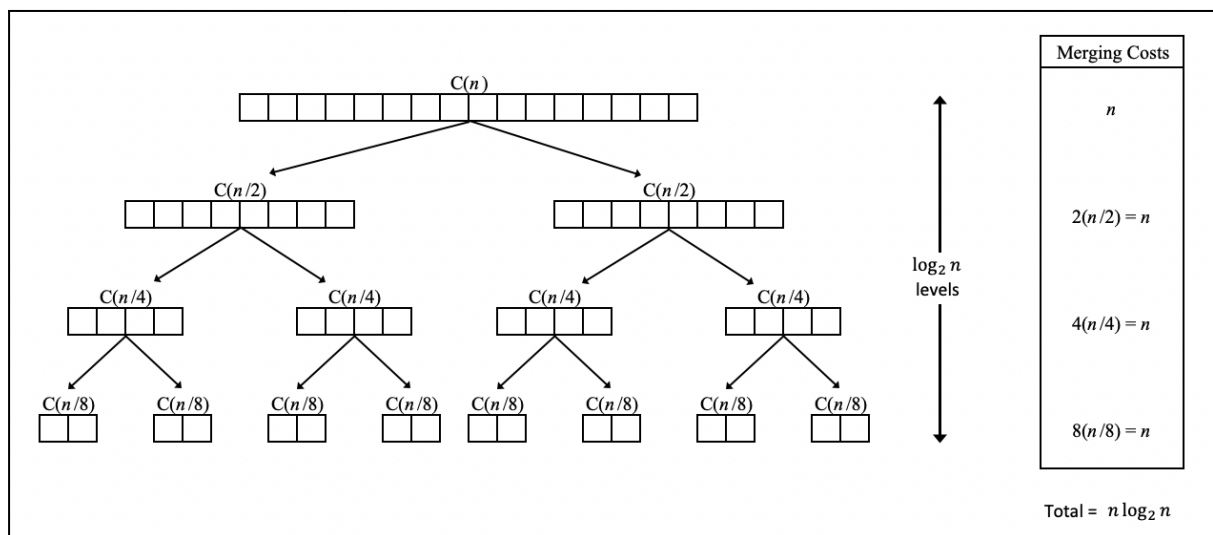 Merging Costs
C(n)
n
C(n/2) C(n/2)
2(n/2) = n
log₂ n
levels
C(n/4) C(n/4) C(n/4) C(n/4)
4(n/4) = n
C(n/8) C(n/8) C(n/8) C(n/8) C(n/8) C(n/8) C(n/8) C(n/8)
8(n/8) = n
Total = n log₂ n